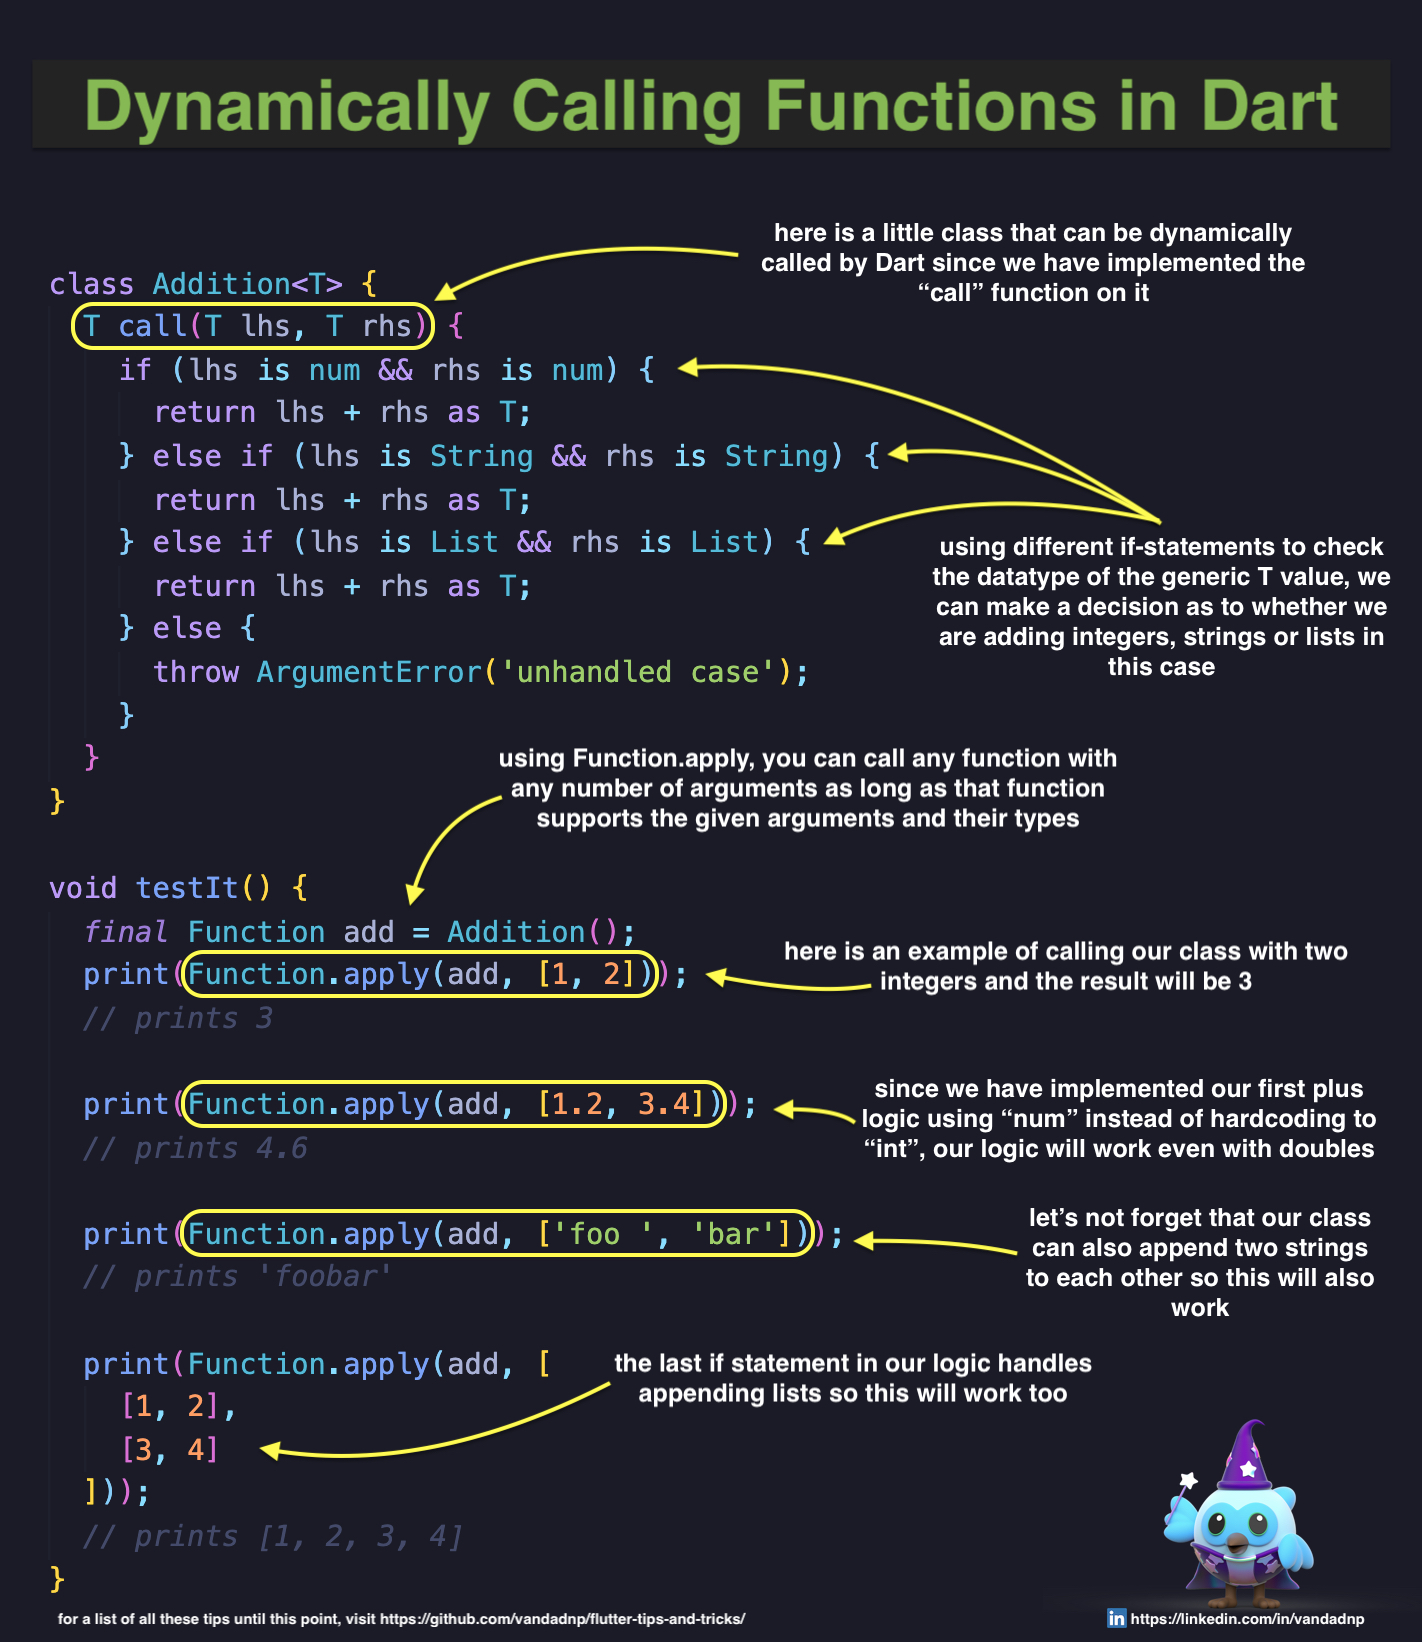 Dynamically Calling Functions in Dart
here is a little class that can be dynamically
called by Dart since we have implemented the
“call” function on it
class Addition<T> {
T call(T lhs, T rhs) {
if (lhs is num && rhs is num) {
return lhs + rhs as T;
} else if (lhs is String && rhs is String) {
return lhs + rhs as T;
} else if (lhs is List && rhs is List) {
return lhs + rhs as T;
} else {
throw ArgumentError('unhandled case');
}
}
}
using different if-statements to check
the datatype of the generic T value, we
can make a decision as to whether we
are adding integers, strings or lists in
this case
using Function.apply, you can call any function with
any number of arguments as long as that function
supports the given arguments and their types
void testIt() {
final Function add = Addition();
print(Function.apply(add, [1, 2]));
// prints 3
here is an example of calling our class with two
integers and the result will be 3
print(Function.apply(add, [1.2, 3.4]));
// prints 4.6
since we have implemented our first plus
logic using “num” instead of hardcoding to
“int”, our logic will work even with doubles
print(Function.apply(add, ['foo ', 'bar']));
// prints 'foobar'
let’s not forget that our class
can also append two strings
to each other so this will also
work
print(Function.apply(add, [
[1, 2],
[3, 4]
]));
// prints [1, 2, 3, 4]
}
the last if statement in our logic handles
appending lists so this will work too
for a list of all these tips until this point, visit https://github.com/vandadnp/flutter-tips-and-tricks/
in https://linkedin.com/in/vandadnp